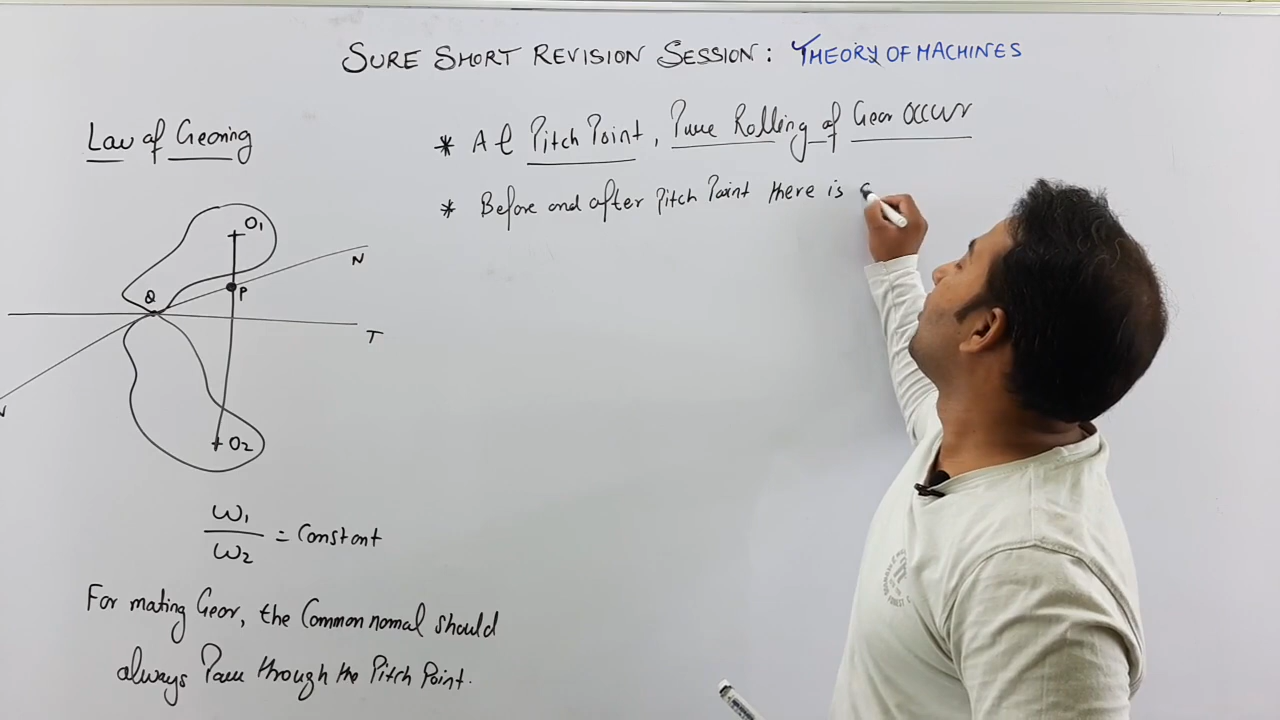 SURE SHORT REVISION SESSION: THEORY OF MACHINES
Law of Gearing
* At Pitch Point, Pure Rolling of Gear Occur
* Before and after Pitch Point there is
O1
N
Q
P
T
N
O2
ω1
ω2
= Constant
For mating Gear, the Common normal should
always Pass through the Pitch Point.